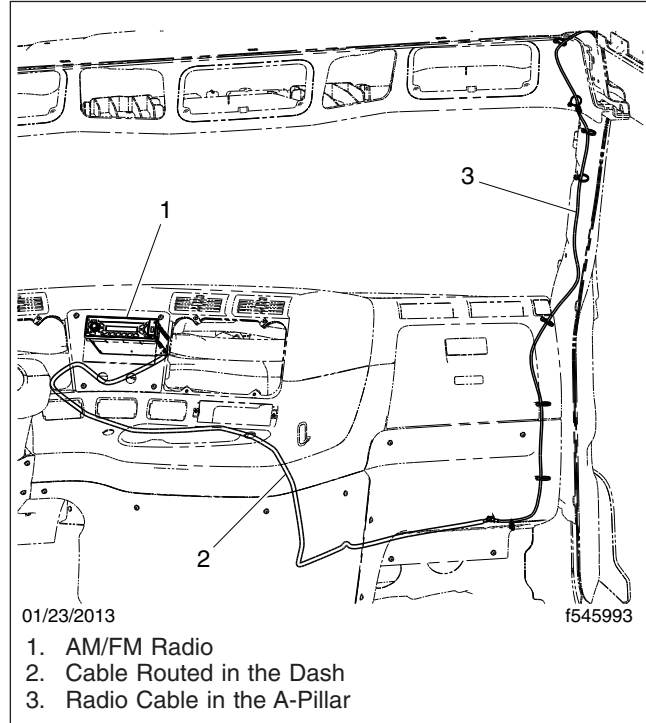 1
3
2
01/23/2013
f545993
1. AM/FM Radio
2. Cable Routed in the Dash
3. Radio Cable in the A-Pillar